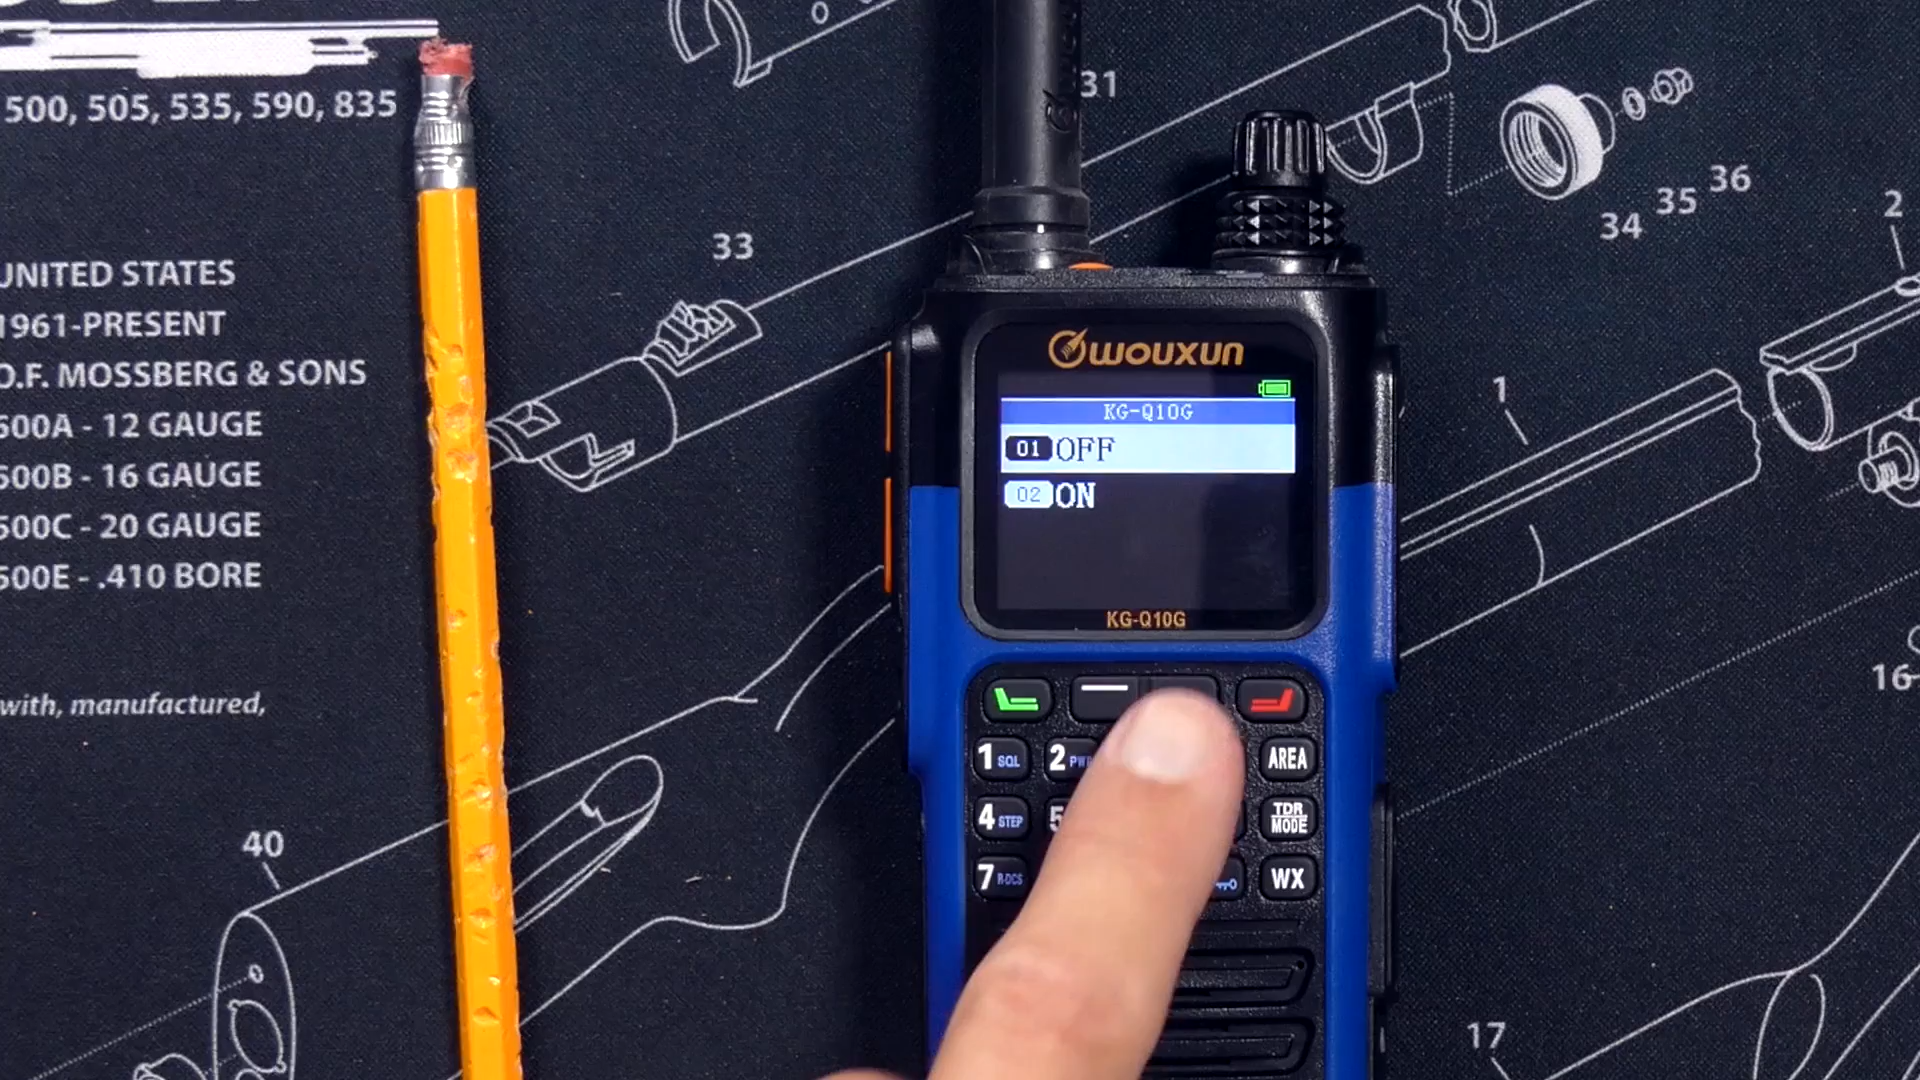 500, 505, 535, 590, 835
UNITED STATES
1961-PRESENT
O.F. MOSSBERG & SONS
500A - 12 GAUGE
500B - 16 GAUGE
500C - 20 GAUGE
500E - .410 BORE
with, manufactured,
40
33
31
34
35
36
2
1
16
17
WOUXUN
KG-Q10G
01 OFF
02 ON
KG-Q10G
1 SQL
2
AREA
4 STEP
5
TDR
MODE
7 R-DCS
WX